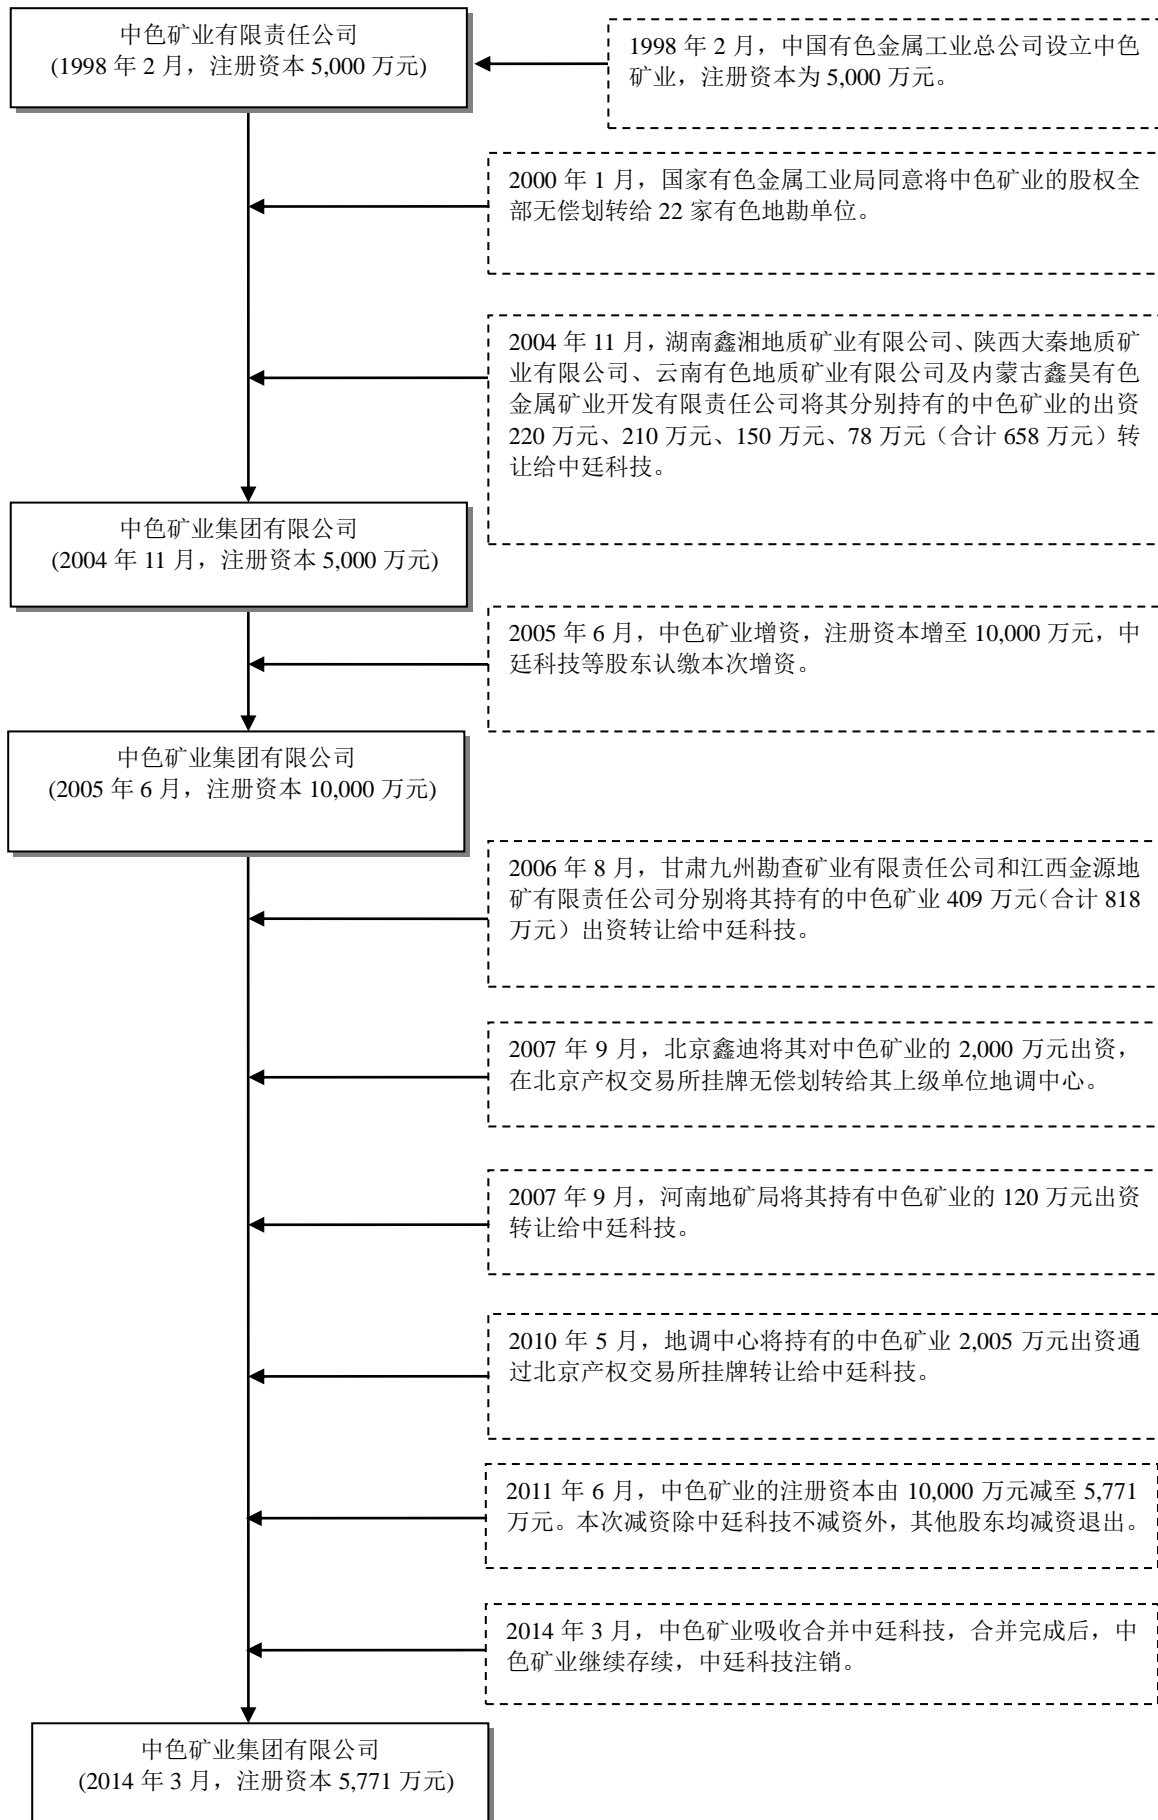 中色矿业有限责任公司
(1998 年 2 月，注册资本 5,000 万元)
1998 年 2 月，中国有色金属工业总公司设立中色
矿业，注册资本为 5,000 万元。
2000 年 1 月，国家有色金属工业局同意将中色矿业的股权全
部无偿划转给 22 家有色地勘单位。
2004 年 11 月，湖南鑫湘地质矿业有限公司、陕西大秦地质矿
业有限公司、云南有色地质矿业有限公司及内蒙古鑫昊有色
金属矿业开发有限责任公司将其分别持有的中色矿业的出资
220 万元、210 万元、150 万元、78 万元（合计 658 万元）转
让给中廷科技。
中色矿业集团有限公司
(2004 年 11 月，注册资本 5,000 万元)
2005 年 6 月，中色矿业增资，注册资本增至 10,000 万元，中
廷科技等股东认缴本次增资。
中色矿业集团有限公司
(2005 年 6 月，注册资本 10,000 万元)
2006 年 8 月，甘肃九州勘查矿业有限责任公司和江西金源地
矿有限责任公司分别将其持有的中色矿业 409 万元（合计 818
万元）出资转让给中廷科技。
2007 年 9 月，北京鑫迪将其对中色矿业的 2,000 万元出资，
在北京产权交易所挂牌无偿划转给其上级单位地调中心。
2007 年 9 月，河南地矿局将其持有中色矿业的 120 万元出资
转让给中廷科技。
2010 年 5 月，地调中心将持有的中色矿业 2,005 万元出资通
过北京产权交易所挂牌转让给中廷科技。
2011 年 6 月，中色矿业的注册资本由 10,000 万元减至 5,771
万元。本次减资除中廷科技不减资外，其他股东均减资退出。
2014 年 3 月，中色矿业吸收合并中廷科技，合并完成后，中
色矿业继续存续，中廷科技注销。
中色矿业集团有限公司
(2014 年 3 月，注册资本 5,771 万元)